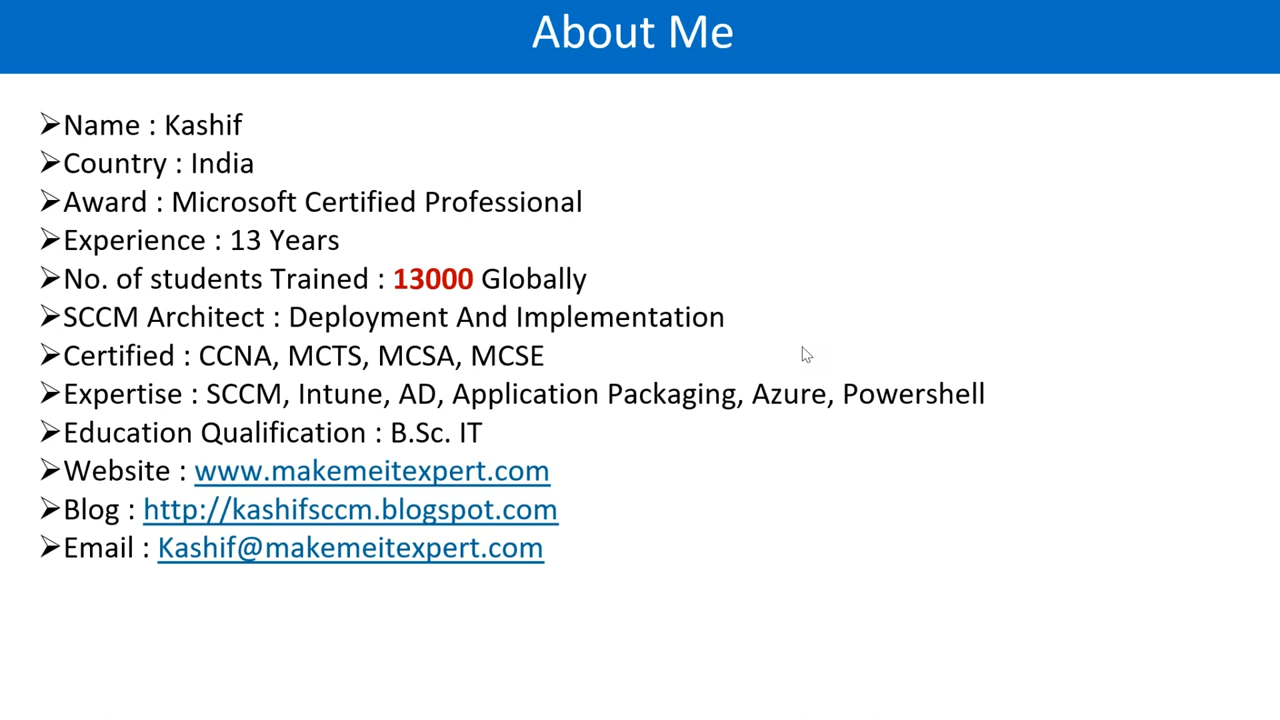 About Me
➢Name : Kashif
➢Country : India
➢Award : Microsoft Certified Professional
➢Experience : 13 Years
➢No. of students Trained : 13000 Globally
➢SCCM Architect : Deployment And Implementation
➢Certified : CCNA, MCTS, MCSA, MCSE
➢Expertise : SCCM, Intune, AD, Application Packaging, Azure, Powershell
➢Education Qualification : B.Sc. IT
➢Website : www.makemeitexpert.com
➢Blog : http://kashifsccm.blogspot.com
➢Email : Kashif@makemeitexpert.com